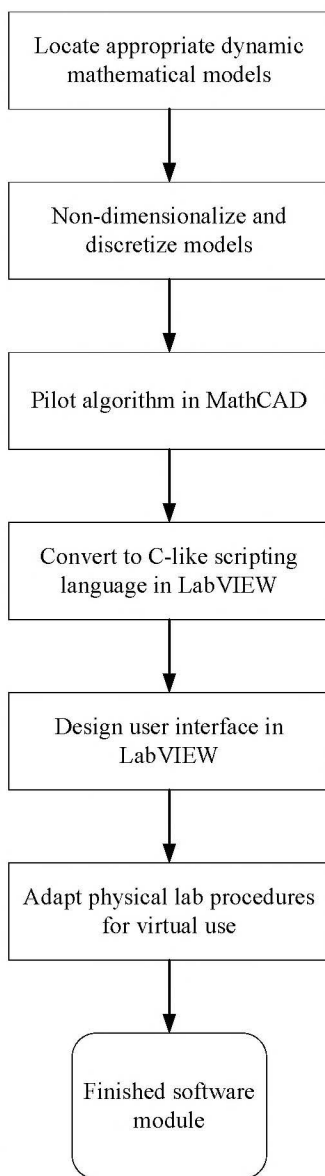 Locate appropriate dynamic
mathematical models
Non-dimensionalize and
discretize models
Pilot algorithm in MathCAD
Convert to C-like scripting
language in LabVIEW
Design user interface in
LabVIEW
Adapt physical lab procedures
for virtual use
Finished software
module